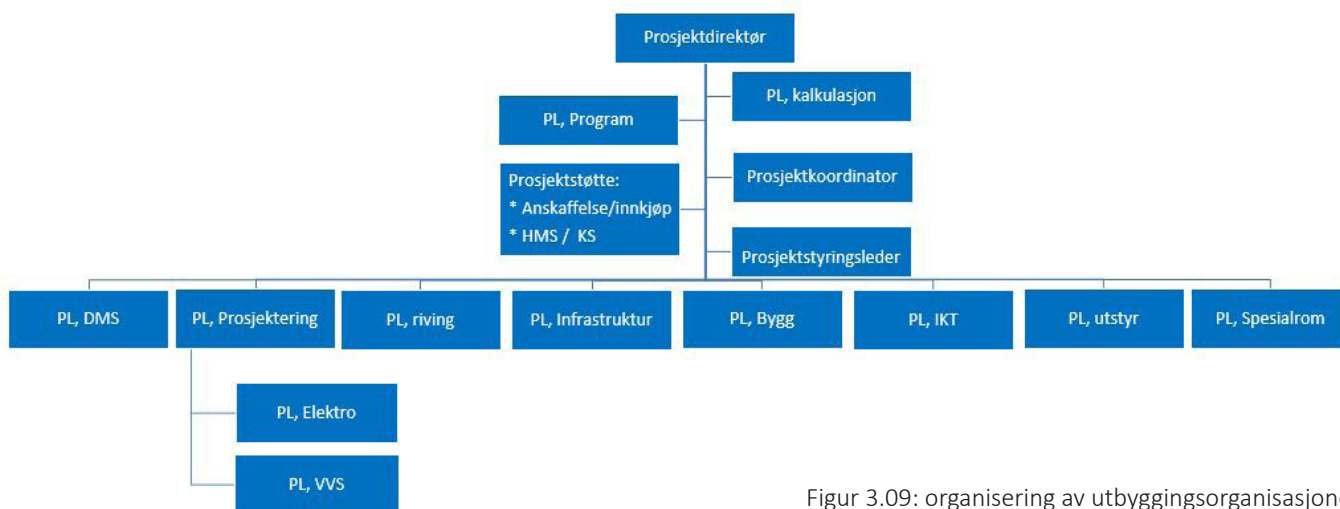 Prosjektdirektør
PL, kalkulasjon
PL, Program
Prosjektstøtte:
* Anskaffelse/innkjøp
* HMS / KS
Prosjektkoordinator
Prosjektstyringsleder
PL, DMS
PL, Prosjektering
PL, riving
PL, Infrastruktur
PL, Bygg
PL, IKT
PL, utstyr
PL, Spesialrom
PL, Elektro
PL, VVS
Figur 3.09: organisering av utbyggingsorganisasjone